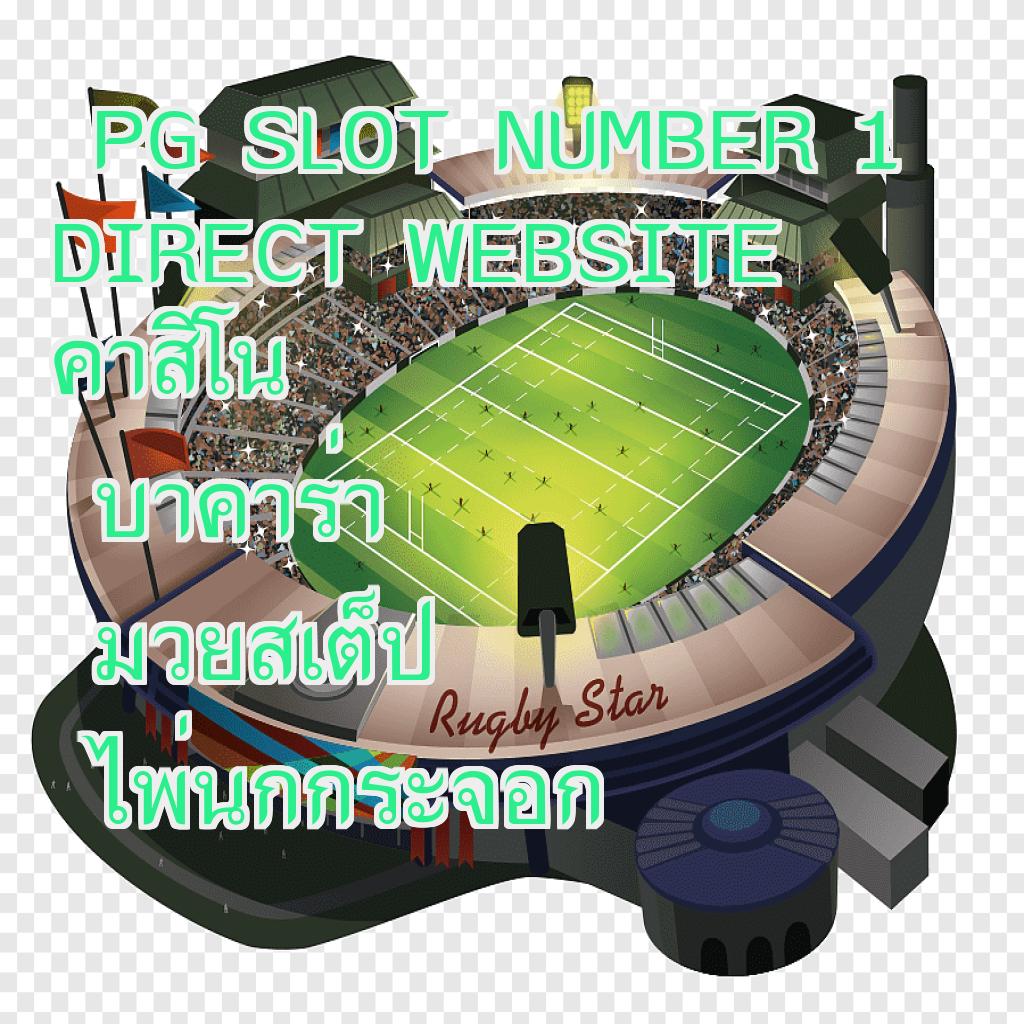 PG SLOT NUMBER 1
DIRECT WEBSITE
คาสิโน
บาคาร่า
มวยสเต็ป
ไพ่นกกระจอก
Rugby Star